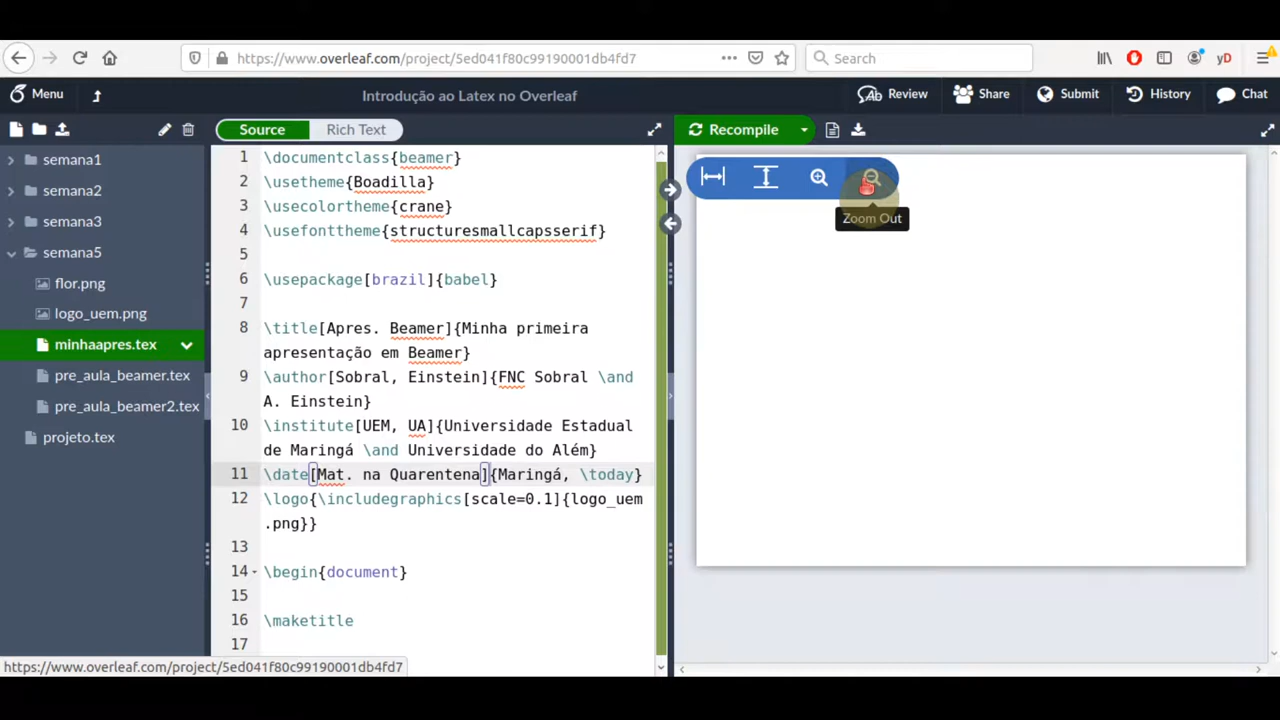 https://www.overleaf.com/project/5ed041f80c99190001db4fd7
Search
Menu
Introdução ao Latex no Overleaf
Review
Share
Submit
History
Chat
Source
Rich Text
Recompile
semana1
semana2
semana3
semana5
flor.png
logo_uem.png
minhaapres.tex
pre_aula_beamer.tex
pre_aula_beamer2.tex
projeto.tex
1 \documentclass{beamer}
2 \usetheme{Boadilla}
3 \usecolortheme{crane}
4 \usefonttheme{structuresmallcapsserif}
5
6 \usepackage[brazil]{babel}
7
8 \title[Apres. Beamer]{Minha primeira
apresentação em Beamer}
9 \author[Sobral, Einstein]{FNC Sobral \and
A. Einstein}
10 \institute[UEM, UA]{Universidade Estadual
de Maringá \and Universidade do Além}
11 \date[Mat. na Quarentena]{Maringá, \today}
12 \logo{\includegraphics[scale=0.1]{logo_uem
.png}}
13
14 \begin{document}
15
16 \maketitle
17
Zoom Out
https://www.overleaf.com/project/5ed041f80c99190001db4fd7